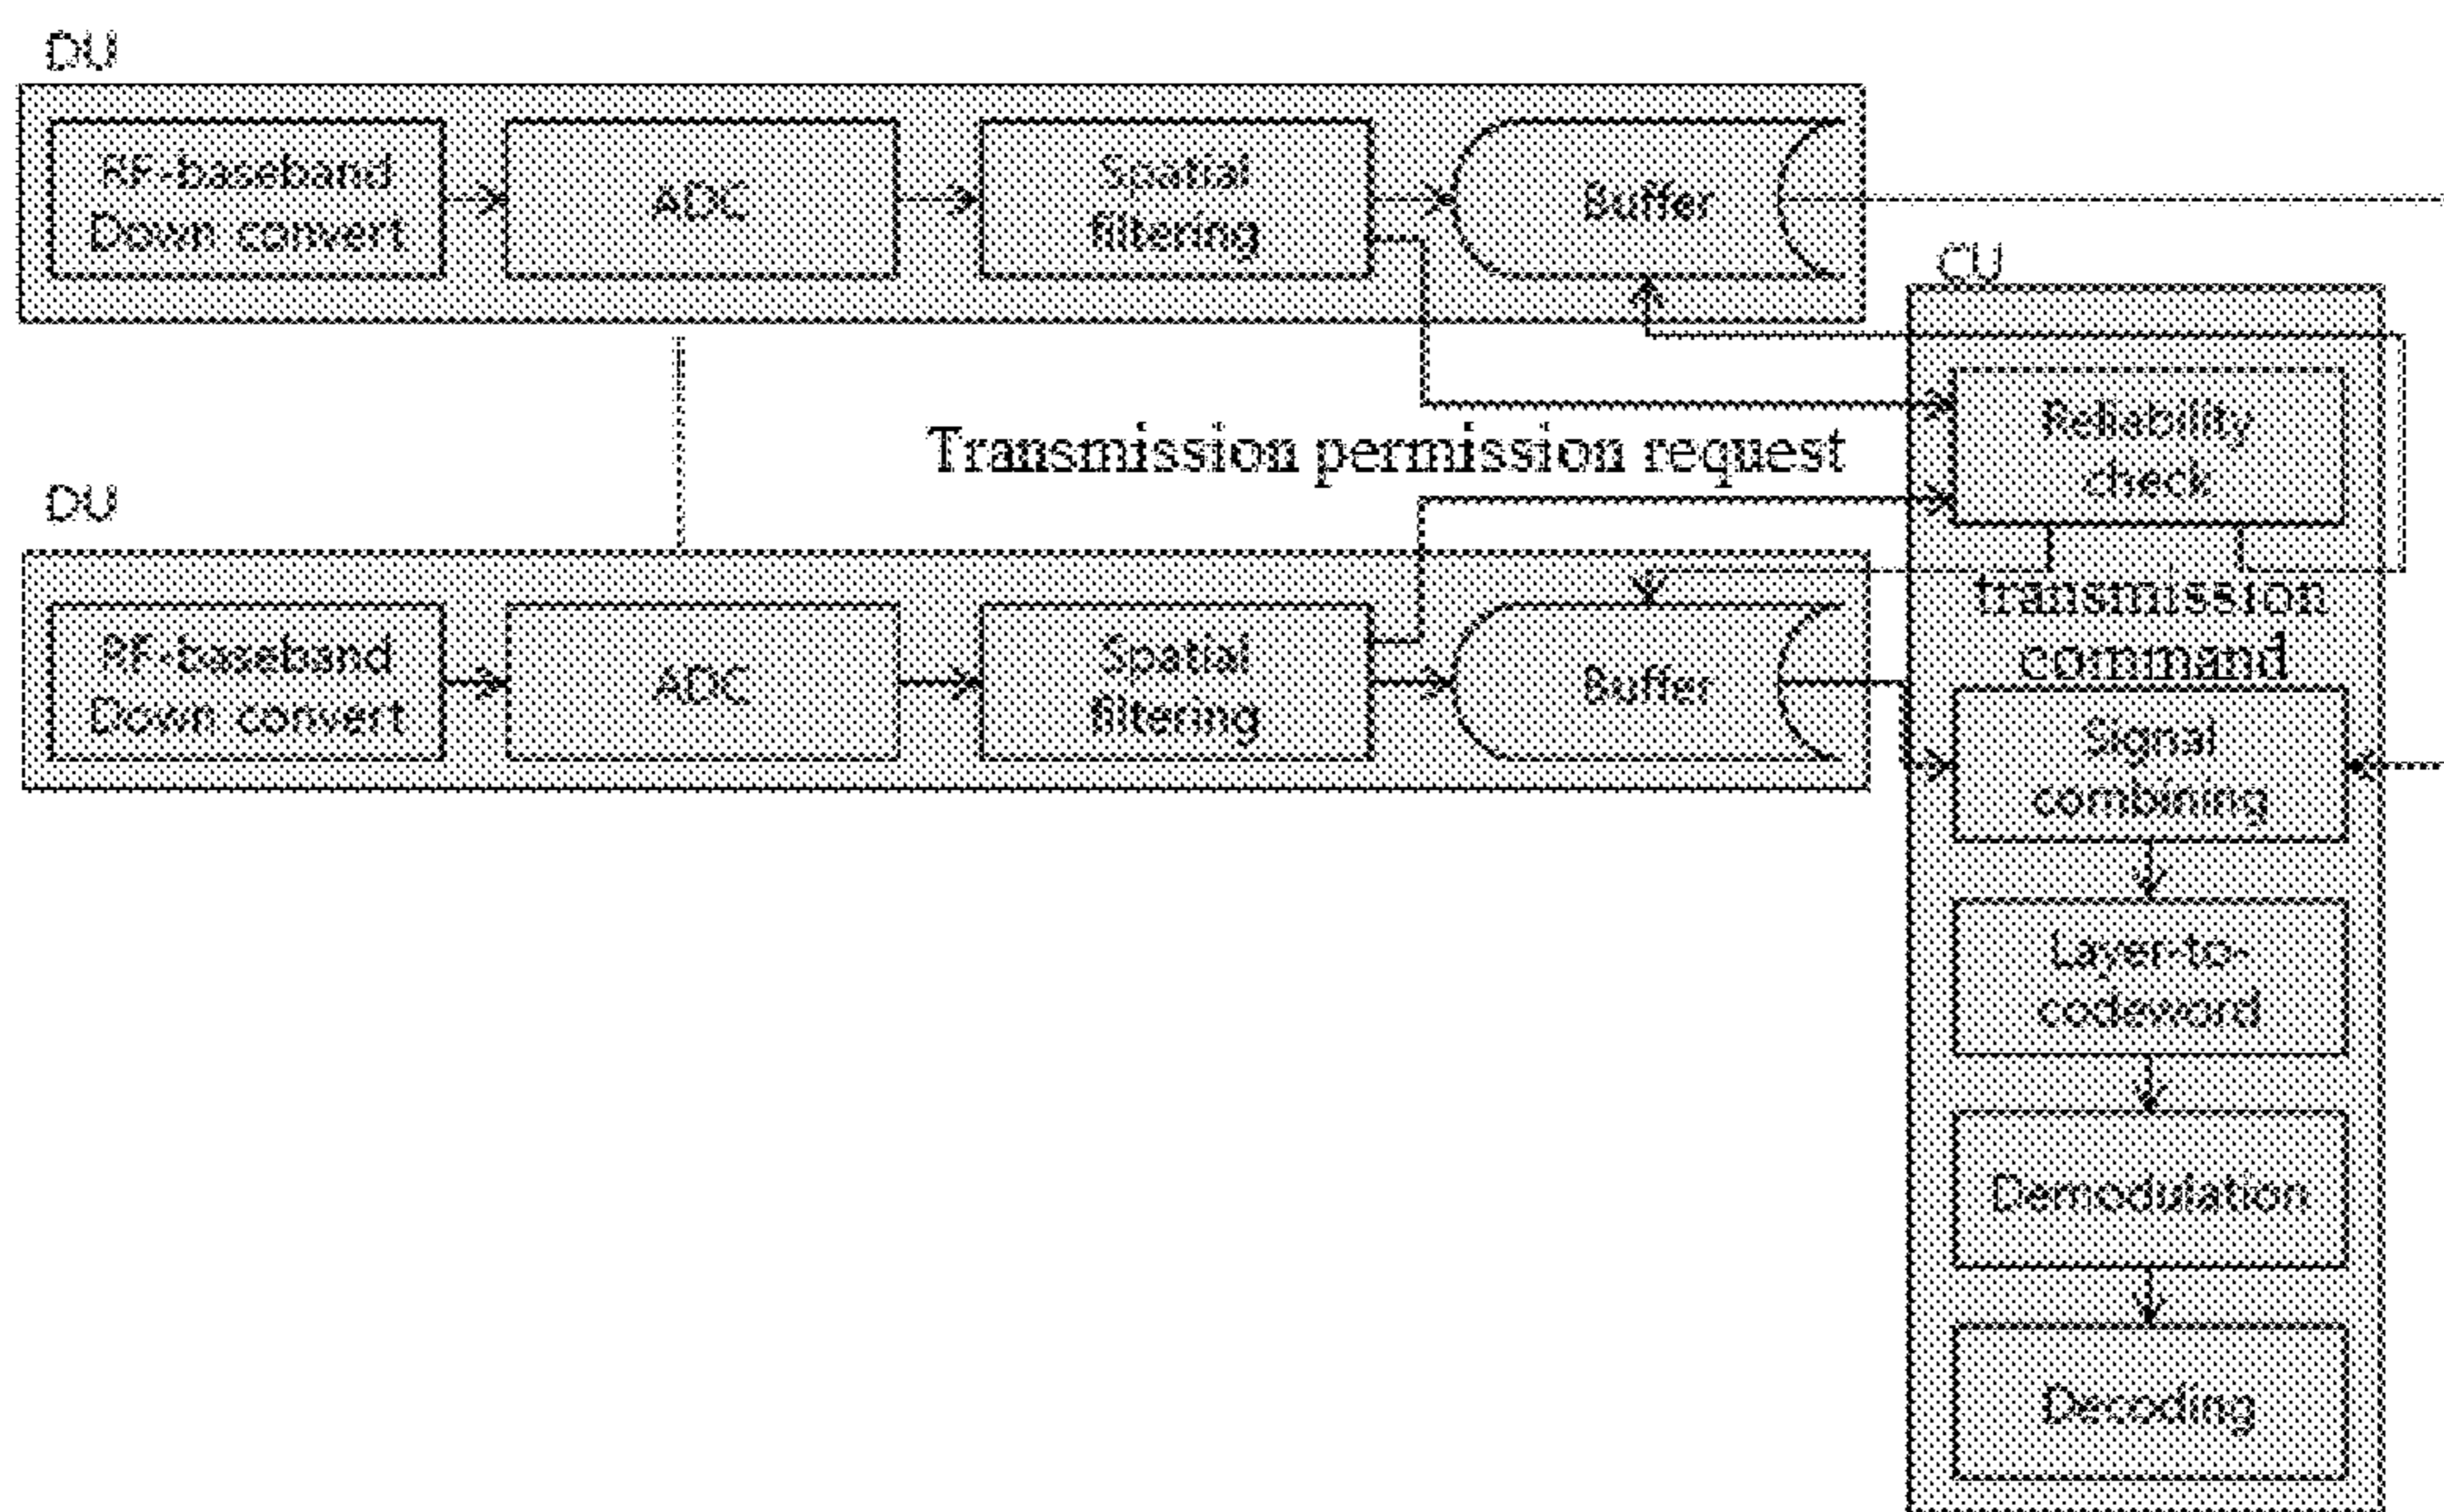 DU
RF-baseband
Down convert
ADC
Spatial
filtering
Buffer
CU
Reliability
check
Transmission permission request
DU
RF-baseband
Down convert
ADC
Spatial
filtering
Buffer
transmission
command
Signal
combining
Layer-to-
codeword
Demodulation
Decoding